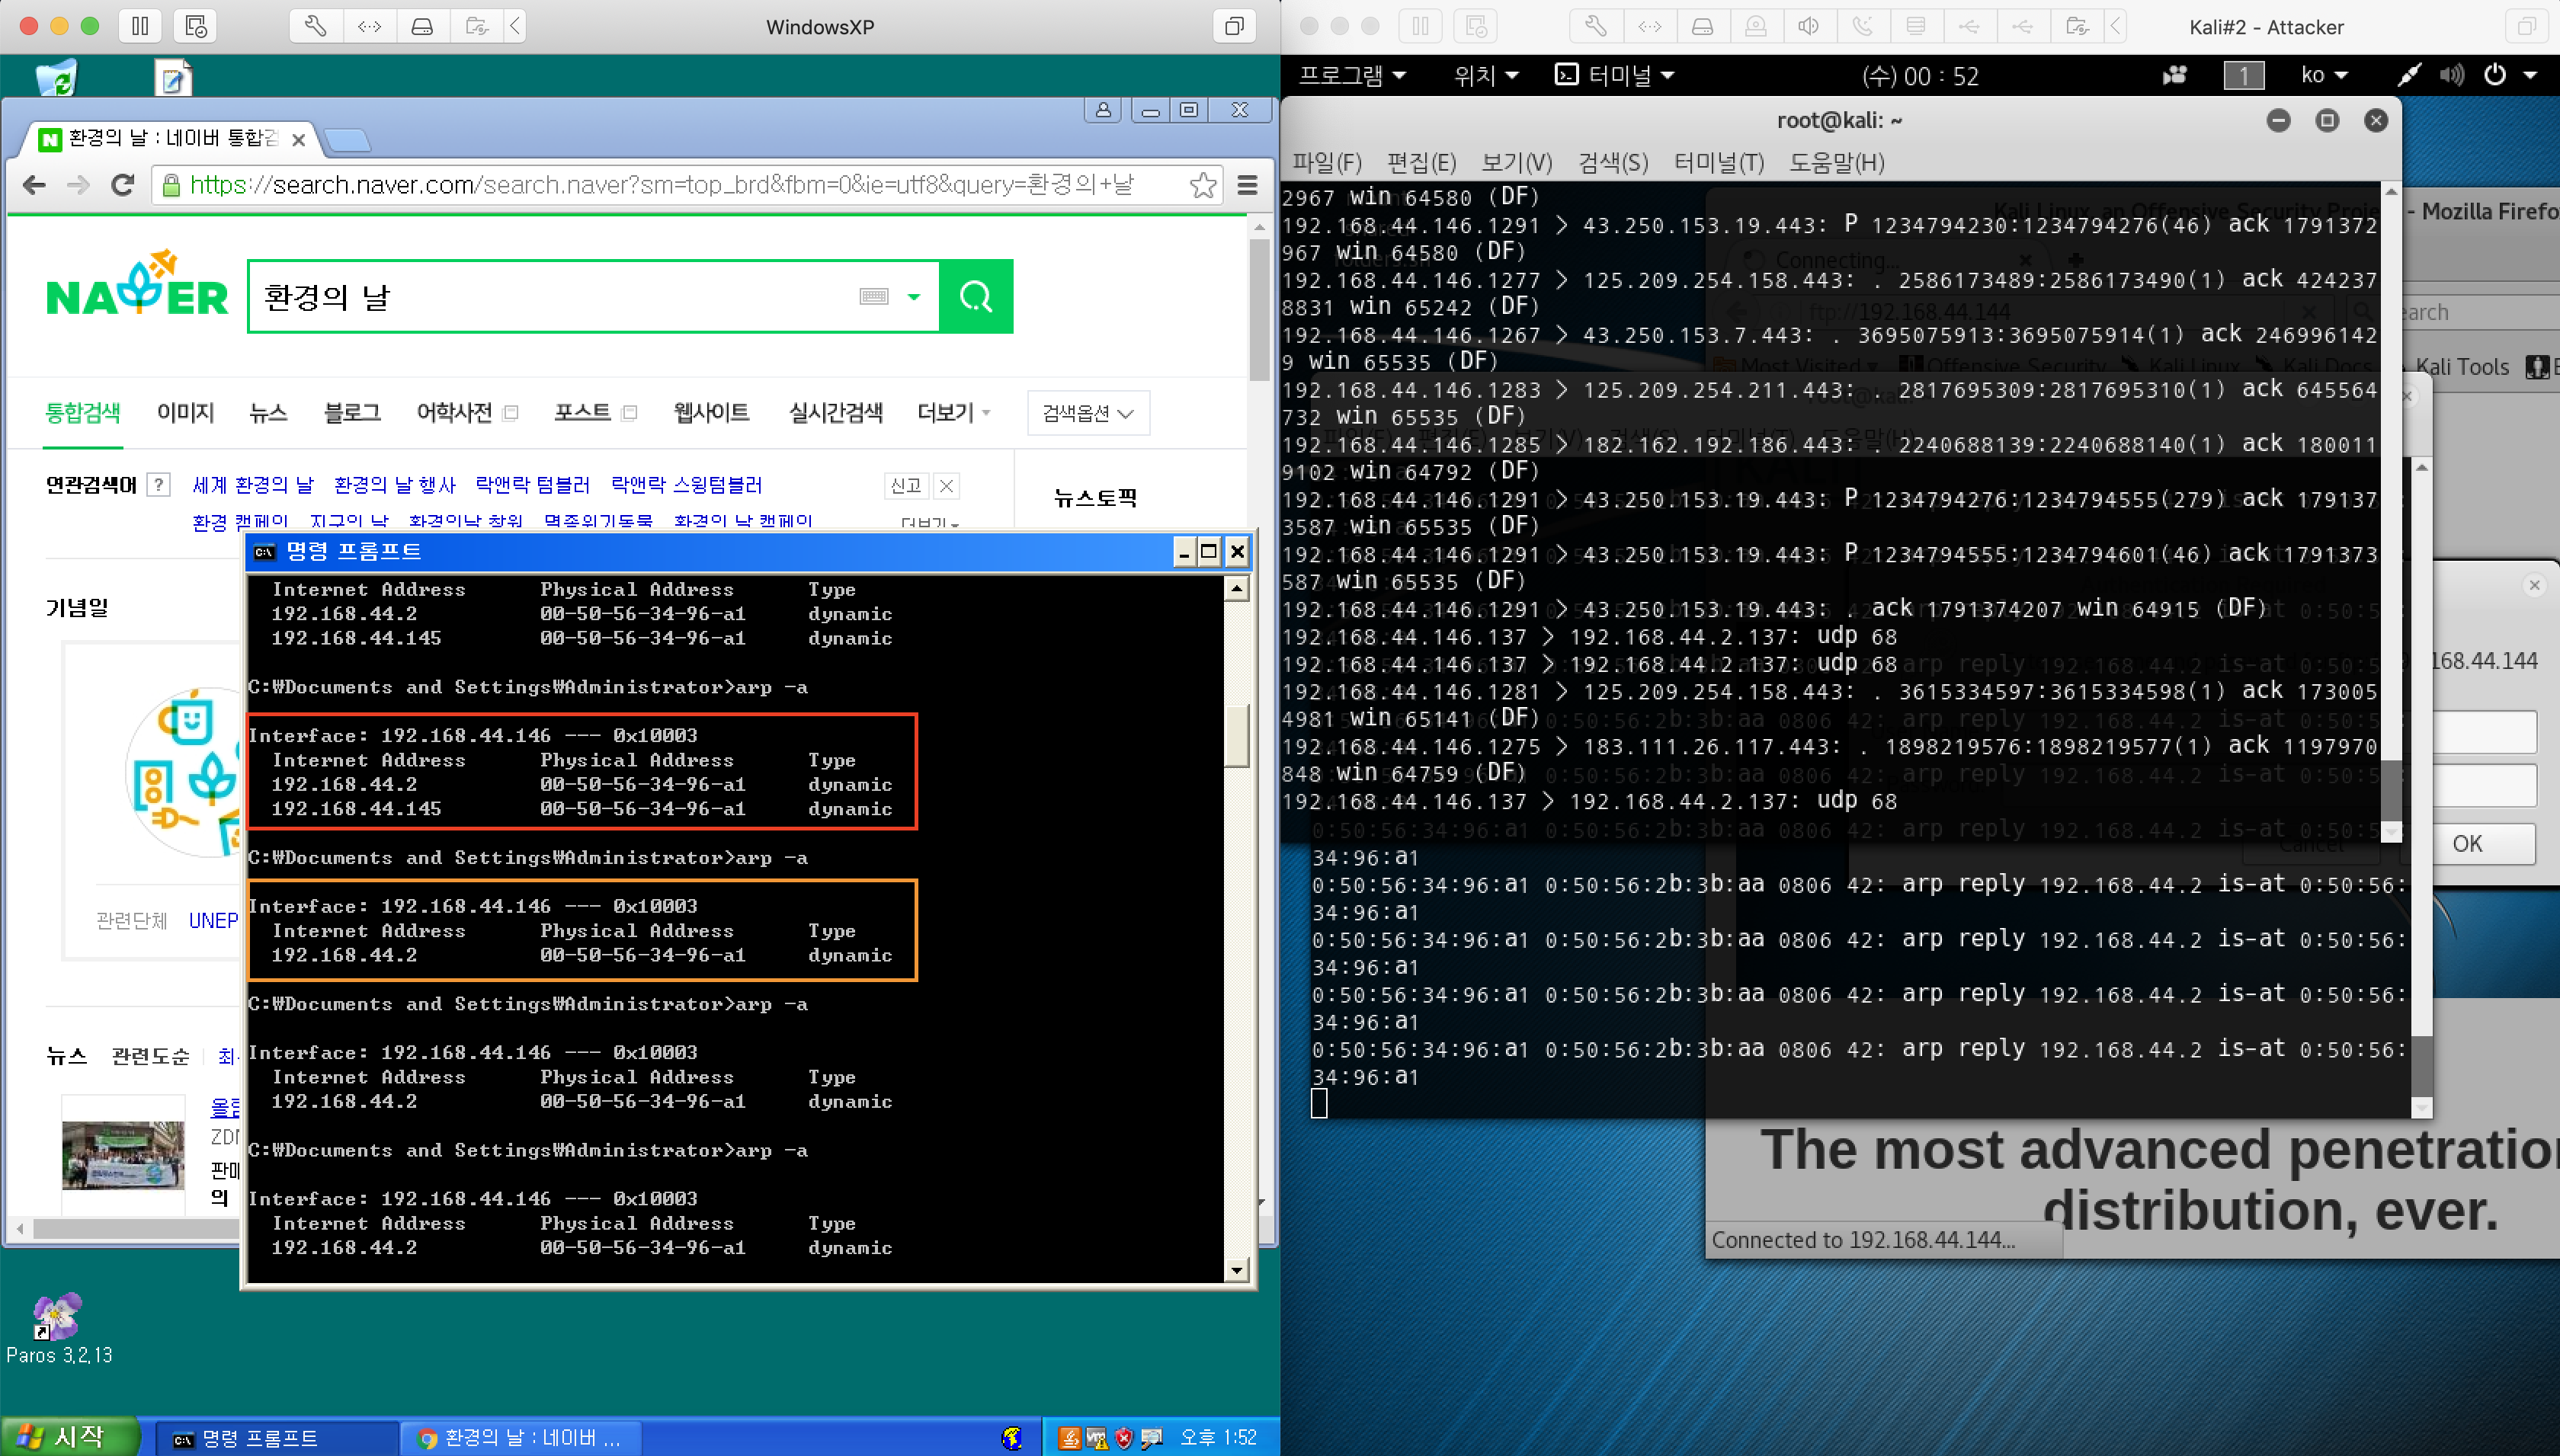 WindowsXP
환경의 날 : 네이버 통합검
https://search.naver.com/search.naver?sm=top_brd&fbm=0&ie=utf8&query=환경의+날
NAVER
환경의 날
통합검색 이미지 뉴스 블로그 어학사전 포스트 웹사이트 실시간검색 더보기 검색옵션
연관검색어 ? 세계 환경의 날 환경의 날 행사 락앤락 텀블러 락앤락 스윙텀블러 신고
환경 캠페인 지구의 날 환경의날 창원 멸종위기동물 환경의 날 캠페인 더보기
뉴스토픽
기념일
관련단체 UNEP
뉴스 관련도순
ZDN
판매
의
명령 프롬프트
Internet Address Physical Address Type
192.168.44.2 00-50-56-34-96-a1 dynamic
192.168.44.145 00-50-56-34-96-a1 dynamic
C:₩Documents and Settings₩Administrator>arp -a
Interface: 192.168.44.146 --- 0x10003
Internet Address Physical Address Type
192.168.44.2 00-50-56-34-96-a1 dynamic
192.168.44.145 00-50-56-34-96-a1 dynamic
C:₩Documents and Settings₩Administrator>arp -a
Interface: 192.168.44.146 --- 0x10003
Internet Address Physical Address Type
192.168.44.2 00-50-56-34-96-a1 dynamic
C:₩Documents and Settings₩Administrator>arp -a
Interface: 192.168.44.146 --- 0x10003
Internet Address Physical Address Type
192.168.44.2 00-50-56-34-96-a1 dynamic
C:₩Documents and Settings₩Administrator>arp -a
Interface: 192.168.44.146 --- 0x10003
Internet Address Physical Address Type
192.168.44.2 00-50-56-34-96-a1 dynamic
Paros 3.2.13
시작 명령 프롬프트 환경의 날 : 네이버 ... 오후 1:52
Kali#2 - Attacker
프로그램 위치 터미널 (수) 00 : 52 1 ko
root@kali: ~
파일(F) 편집(E) 보기(V) 검색(S) 터미널(T) 도움말(H)
2967 win 64580 (DF)
192.168.44.146.1291 > 43.250.153.19.443: P 1234794230:1234794276(46) ack 1791372
967 win 64580 (DF)
192.168.44.146.1277 > 125.209.254.158.443: . 2586173489:2586173490(1) ack 424237
8831 win 65242 (DF)
192.168.44.146.1267 > 43.250.153.7.443: . 3695075913:3695075914(1) ack 246996142
9 win 65535 (DF)
192.168.44.146.1283 > 125.209.254.211.443: . 2817695309:2817695310(1) ack 645564
732 win 65535 (DF)
192.168.44.146.1285 > 182.162.192.186.443: . 2240688139:2240688140(1) ack 180011
9102 win 64792 (DF)
192.168.44.146.1291 > 43.250.153.19.443: P 1234794276:1234794555(279) ack 179137
3587 win 65535 (DF)
192.168.44.146.1291 > 43.250.153.19.443: P 1234794555:1234794601(46) ack 1791373
587 win 65535 (DF)
192.168.44.146.1291 > 43.250.153.19.443: . ack 1791374207 win 64915 (DF)
192.168.44.146.137 > 192.168.44.2.137: udp 68
192.168.44.146.137 > 192.168.44.2.137: udp 68
192.168.44.146.1281 > 125.209.254.158.443: . 3615334597:3615334598(1) ack 173005
4981 win 65141 (DF)
192.168.44.146.1275 > 183.111.26.117.443: . 1898219576:1898219577(1) ack 1197970
848 win 64759 (DF)
192.168.44.146.137 > 192.168.44.2.137: udp 68
Kali Linux, an Offensive Security Proje - Mozilla Firefo
Connecting...
ftp://192.168.44.144 earch
Most Visited Offensive Security Kali Linux Kali Docs Kali Tools
168.44.144
Cancel OK
0:50:56:34:96:a1 0:50:56:2b:3b:aa 0806 42: arp reply 192.168.44.2 is-at 0:50:5
34:96:a1
0:50:56:34:96:a1 0:50:56:2b:3b:aa 0806 42: arp reply 192.168.44.2 is-at 0:50:56:
34:96:a1
0:50:56:34:96:a1 0:50:56:2b:3b:aa 0806 42: arp reply 192.168.44.2 is-at 0:50:56:
34:96:a1
0:50:56:34:96:a1 0:50:56:2b:3b:aa 0806 42: arp reply 192.168.44.2 is-at 0:50:56:
34:96:a1
0:50:56:34:96:a1 0:50:56:2b:3b:aa 0806 42: arp reply 192.168.44.2 is-at 0:50:56:
34:96:a1
The most advanced penetration
distribution, ever.
Connected to 192.168.44.144...